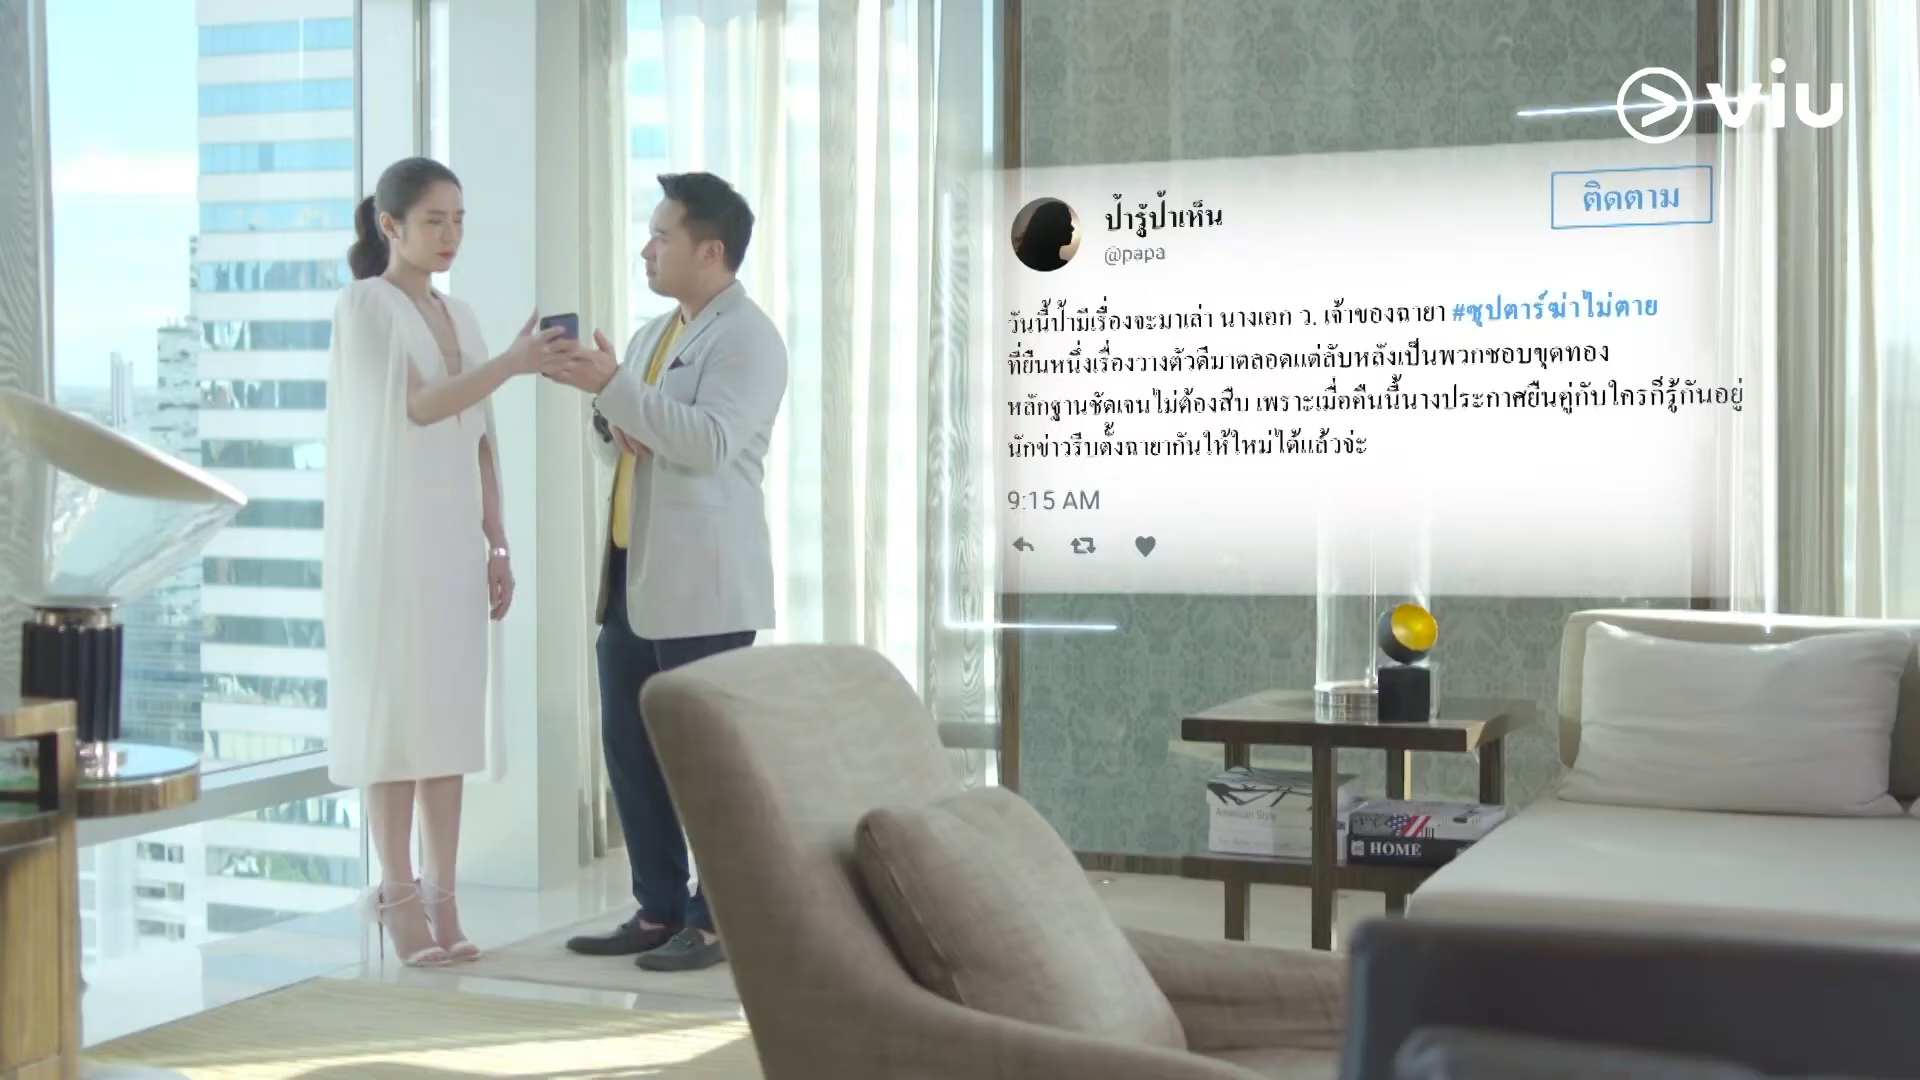 viu
ติดตาม
ป้ารู้ป้าเห็น
@papa
วันนี้ป้ามีเรื่องจะมาเล่า นางเอก ว. เจ้าของฉายา #ซุปตาร์ฆ่าไม่ตาย
ที่ยืนหนึ่งเรื่องวางตัวดีมาตลอดแต่ลับหลังเป็นพวกชอบขุดทอง
หลักฐานชัดเจนไม่ต้องสืบ เพราะเมื่อคืนนี้นางประกาศยืนคู่กับใครก็รู้กันอยู่
นักข่าวรีบตั้งฉายากันให้ใหม่ได้แล้วจ่ะ
9:15 AM
American Style
HOME